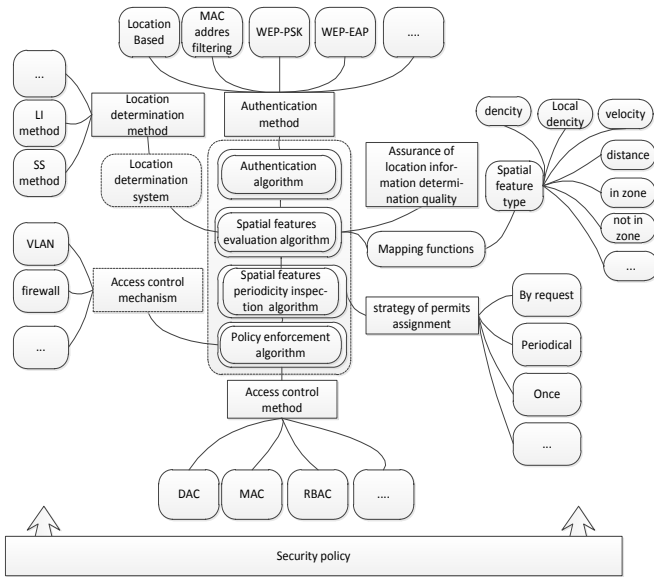 Location
Based
MAC
addres
filtering
WEP-PSK
WEP-EAP
....
...
LI
method
SS
method
Location
determination
method
Authentication
method
Location
determination
system
Authentication
algorithm
Assurance of
location infor-
mation determi-
nation quality
Spatial features
evaluation algorithm
Mapping functions
Spatial
feature
type
dencity
Local
dencity
velocity
distance
in zone
not in
zone
...
VLAN
firewall
...
Access control
mechanism
Spatial features
periodicity inspec-
tion algorithm
Policy enforcement
algorithm
strategy of permits
assignment
By request
Periodical
Once
...
Access control
method
DAC
MAC
RBAC
....
Security policy